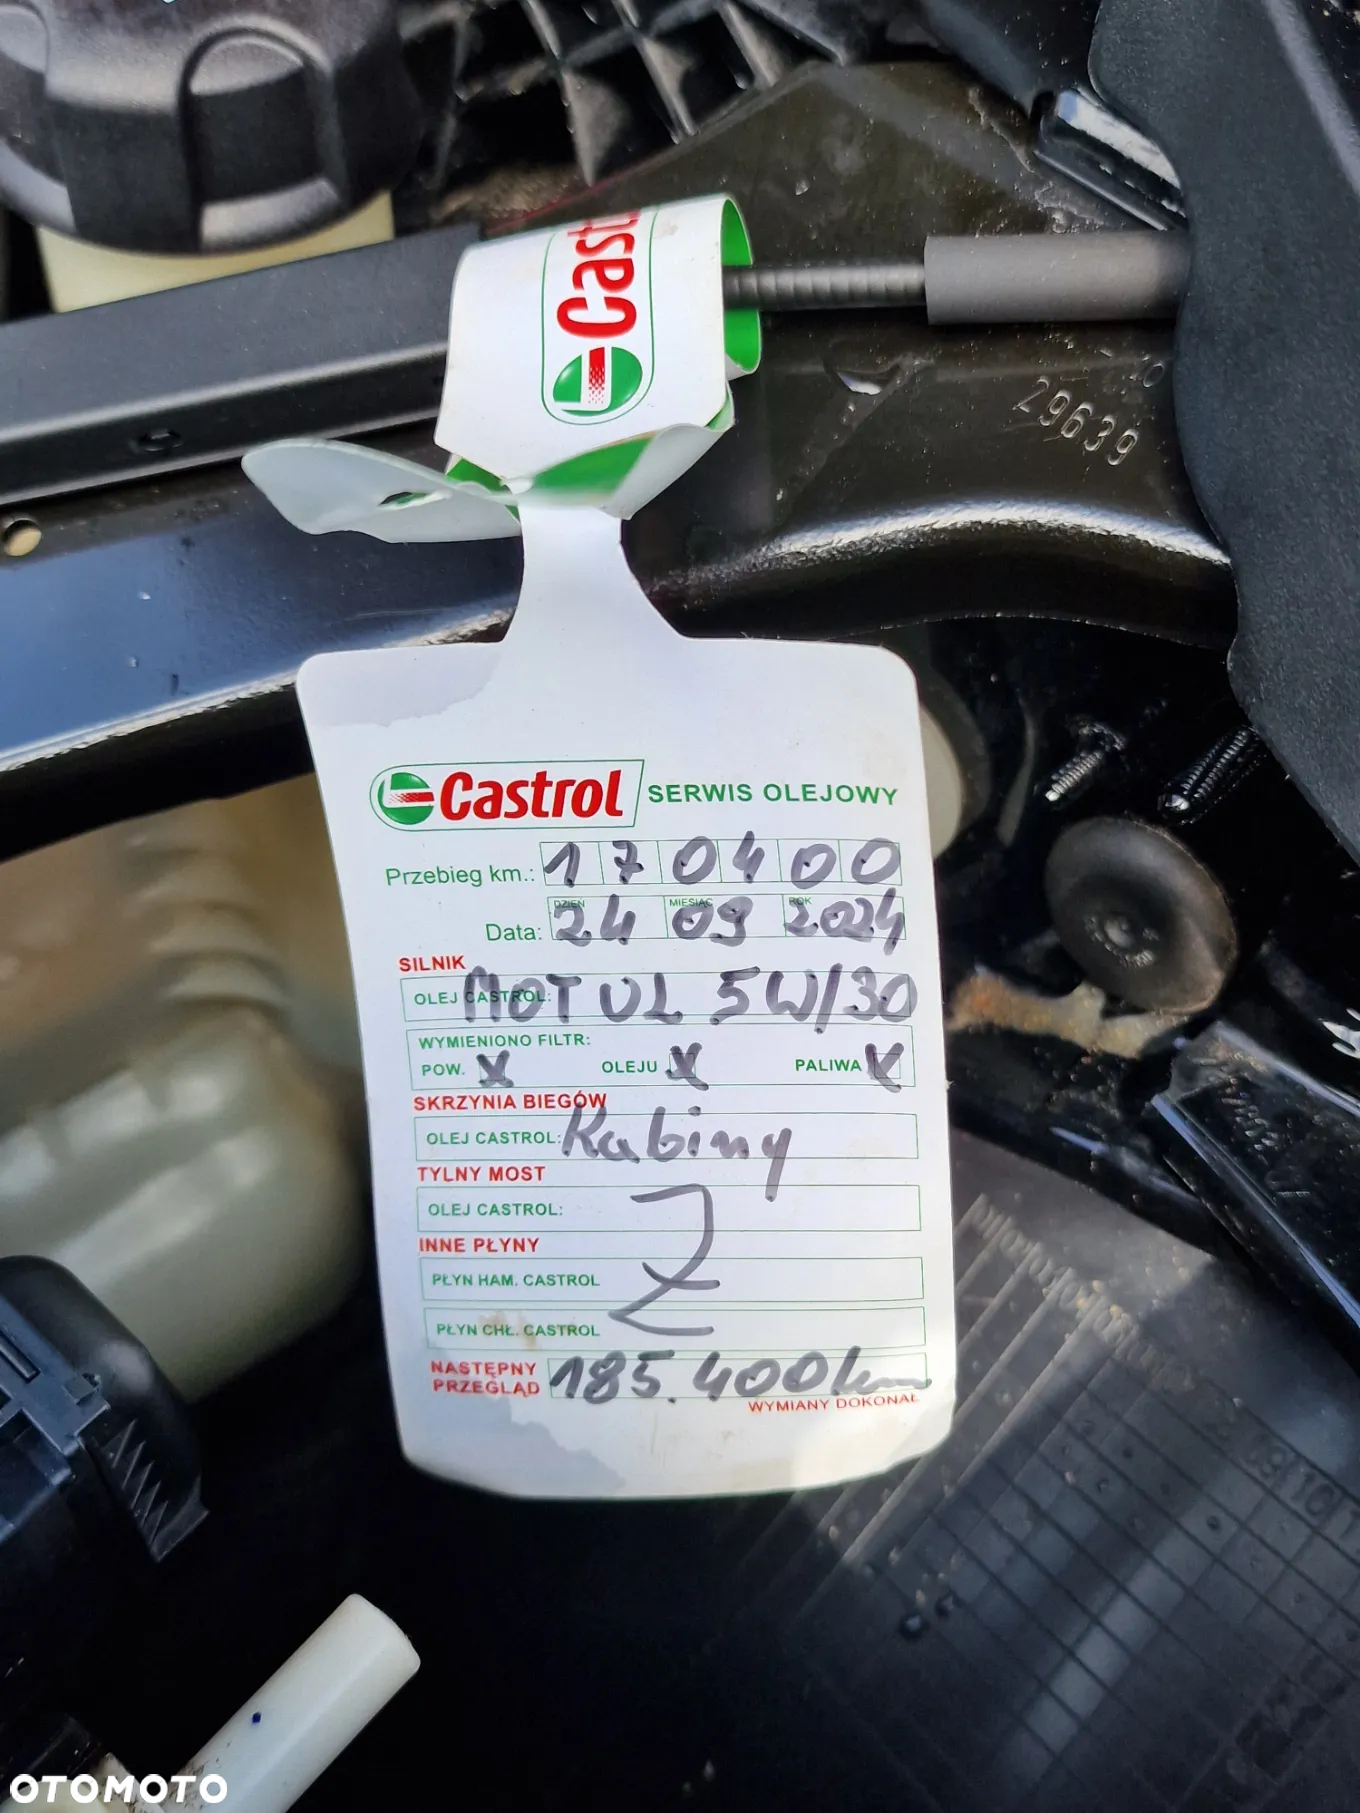 Castrol
29639
Castrol SERWIS OLEJOWY
Przebieg km.: 170400
DZIEŃ MIESIĄC ROK
Data: 24 09 2024
SILNIK
OLEJ CASTROL: MOTUL 5W/30
WYMIENIONO FILTR:
POW. X OLEJU X PALIWA X
SKRZYNIA BIEGÓW
OLEJ CASTROL: Kabiny
TYLNY MOST
OLEJ CASTROL:
INNE PŁYNY
PŁYN HAM. CASTROL
PŁYN CHŁ. CASTROL
NASTĘPNY PRZEGLĄD 185.400km
WYMIANY DOKONAŁ
OTOMOTO